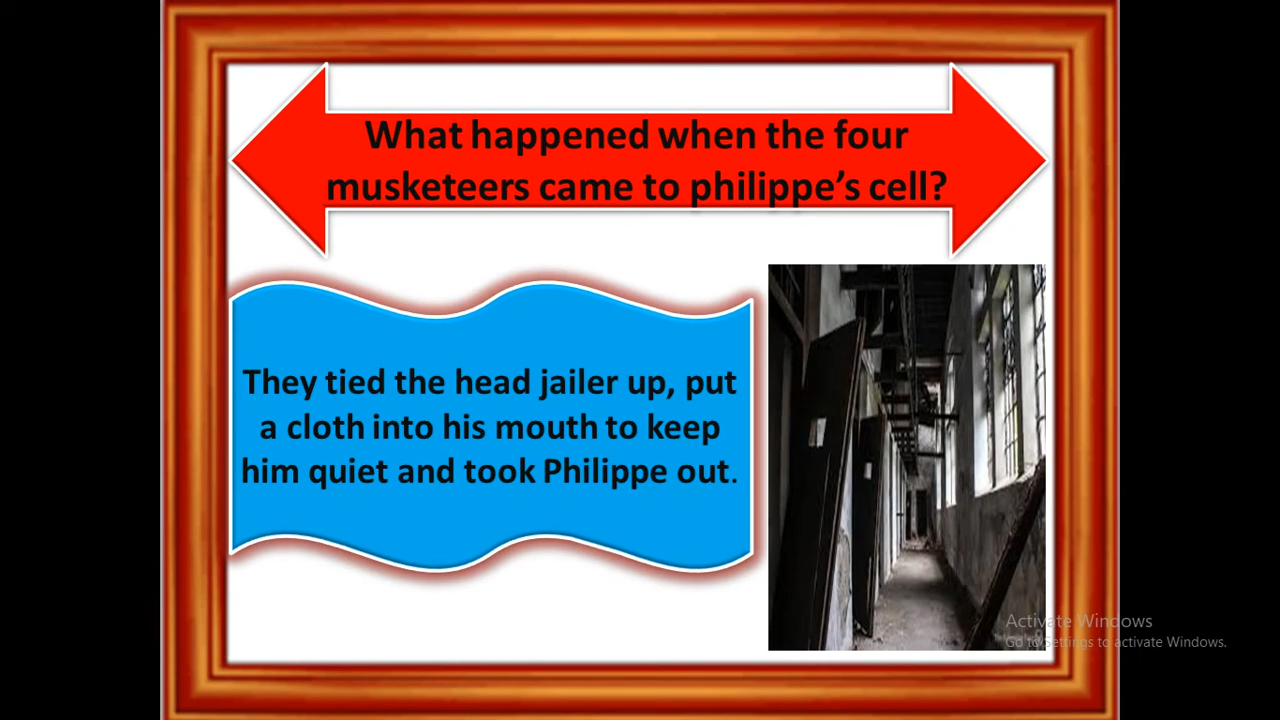 What happened when the four
musketeers came to philippe’s cell?
They tied the head jailer up, put
a cloth into his mouth to keep
him quiet and took Philippe out.
Activate Windows
Go to Settings to activate Windows.